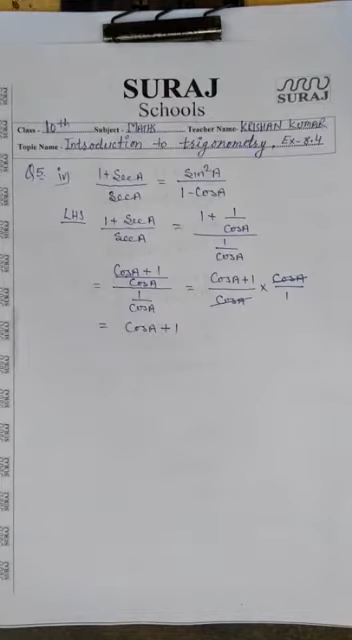 SURAJ
Schools
SURAJ
Class - 10th Subject - Math Teacher Name - KRISHAN KUMAR
Topic Name - Introduction to trigonometry, Ex-8.4
Q5. iv) (1 + Sec A)/(Sec A) = (Sin²A)/(1 - Cos A)
LHS (1 + Sec A)/(Sec A) = (1 + 1/Cos A)/(1/Cos A)
= ((Cos A + 1)/Cos A)/(1/Cos A) = (Cos A + 1)/Cos A × Cos A/1
= Cos A + 1